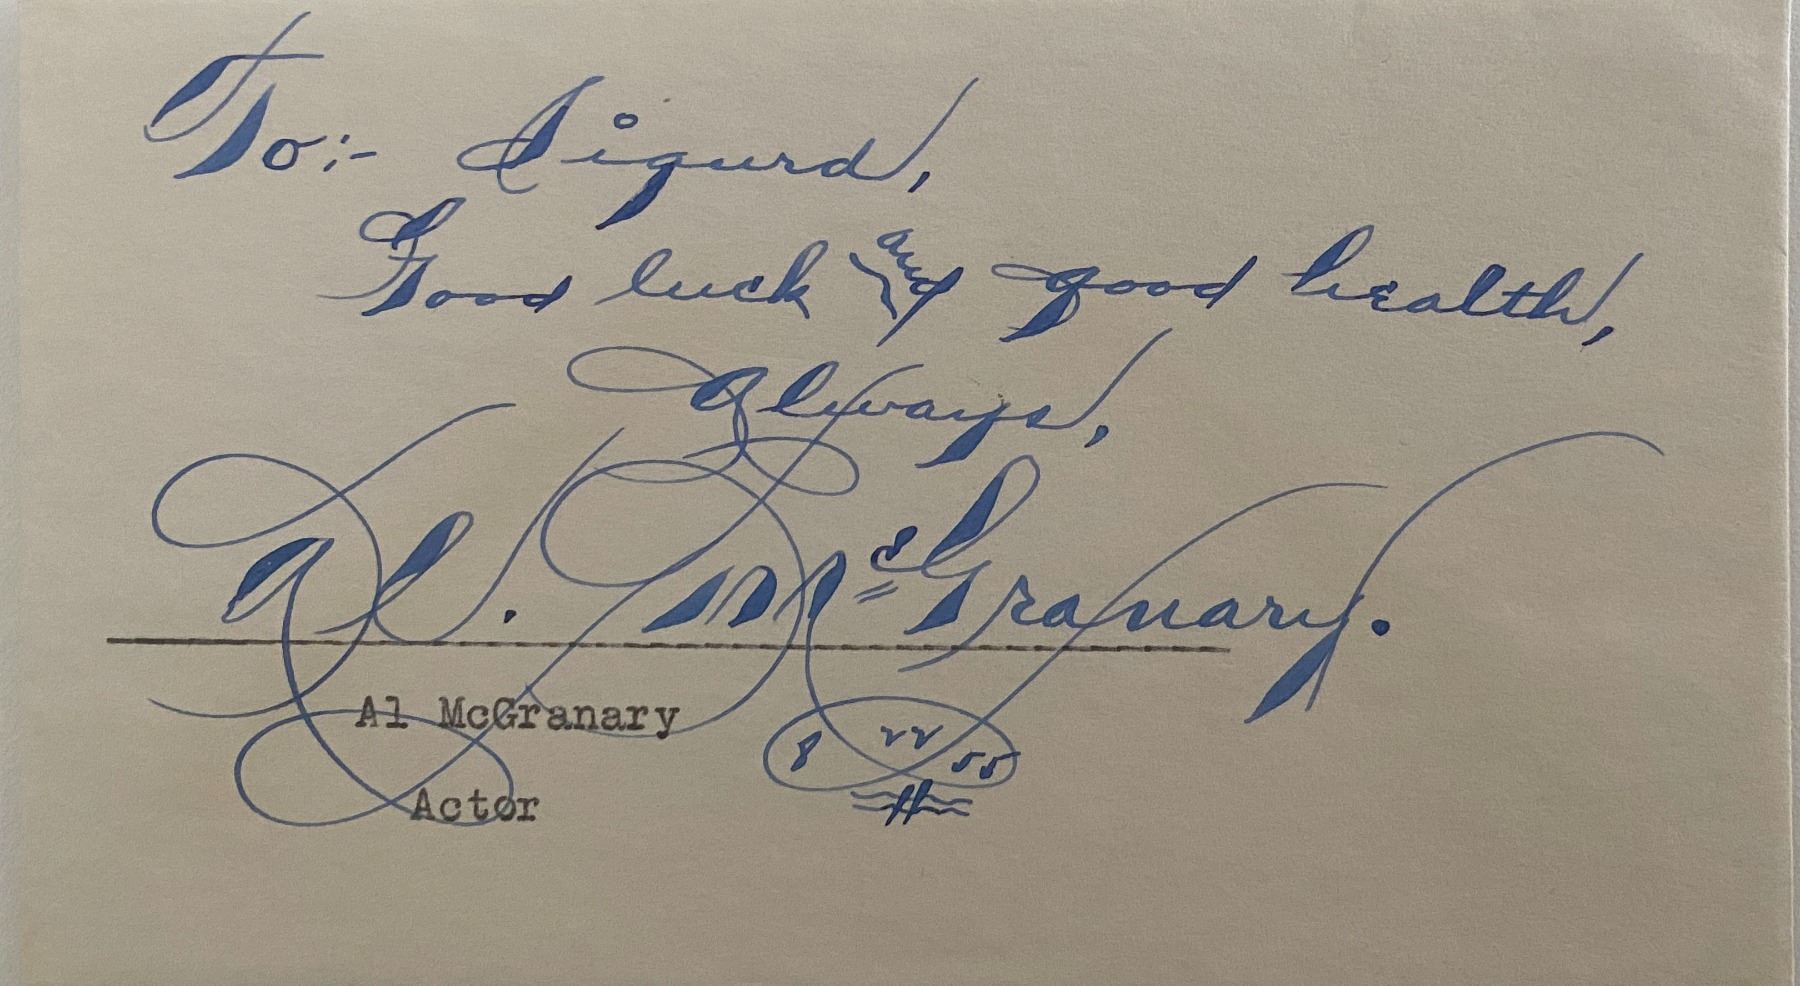 To:- Sigurd,
Good luck and good health,
Always,
Al. McGranary.
Al McGranary
8 22 55
Actor